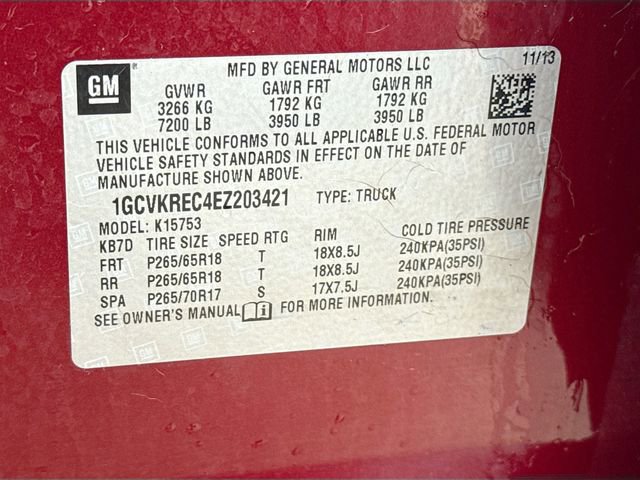 GM
MFD BY GENERAL MOTORS LLC
11/13
GVWR GAWR FRT GAWR RR
3266 KG 1792 KG 1792 KG
7200 LB 3950 LB 3950 LB
THIS VEHICLE CONFORMS TO ALL APPLICABLE U.S. FEDERAL MOTOR
VEHICLE SAFETY STANDARDS IN EFFECT ON THE DATE OF
MANUFACTURE SHOWN ABOVE.
1GCVKREC4EZ203421 TYPE: TRUCK
MODEL: K15753
KB7D TIRE SIZE SPEED RTG RIM COLD TIRE PRESSURE
FRT P265/65R18 T 18X8.5J 240KPA(35PSI)
RR P265/65R18 T 18X8.5J 240KPA(35PSI)
SPA P265/70R17 S 17X7.5J 240KPA(35PSI)
SEE OWNER'S MANUAL i FOR MORE INFORMATION.